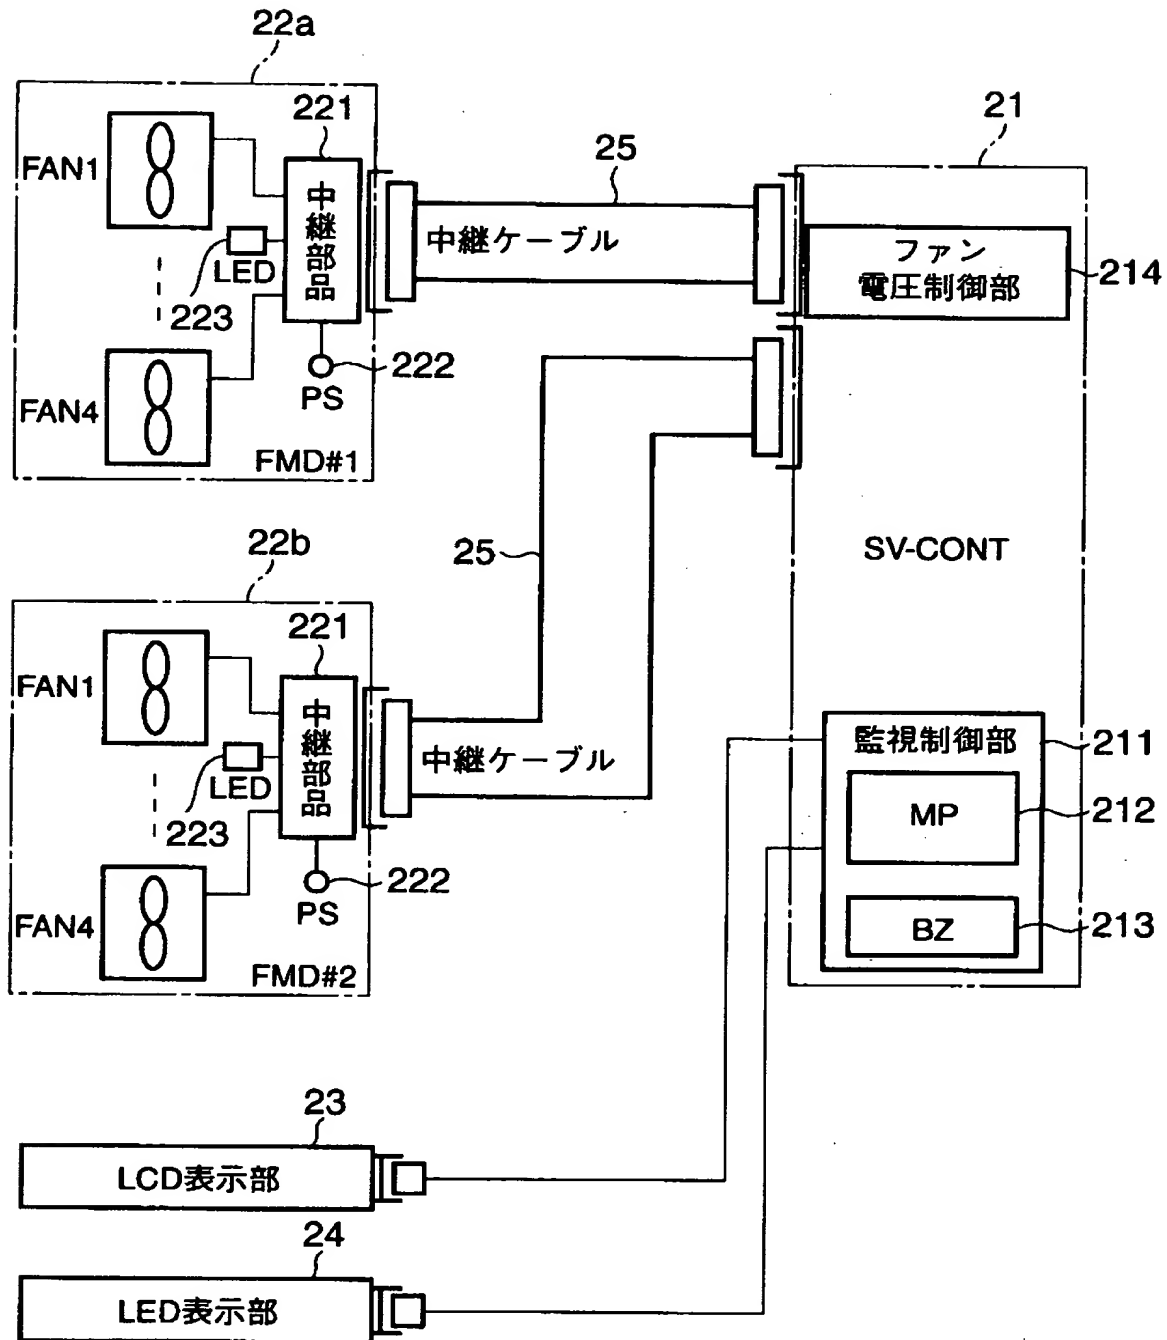 22a
221
FAN1
中継部品
LED
223
222
PS
FAN4
FMD#1
25
中継ケーブル
21
ファン
電圧制御部
214
22b
221
FAN1
中継部品
LED
223
222
PS
FAN4
FMD#2
25
中継ケーブル
SV-CONT
監視制御部
211
MP
212
BZ
213
23
LCD表示部
24
LED表示部